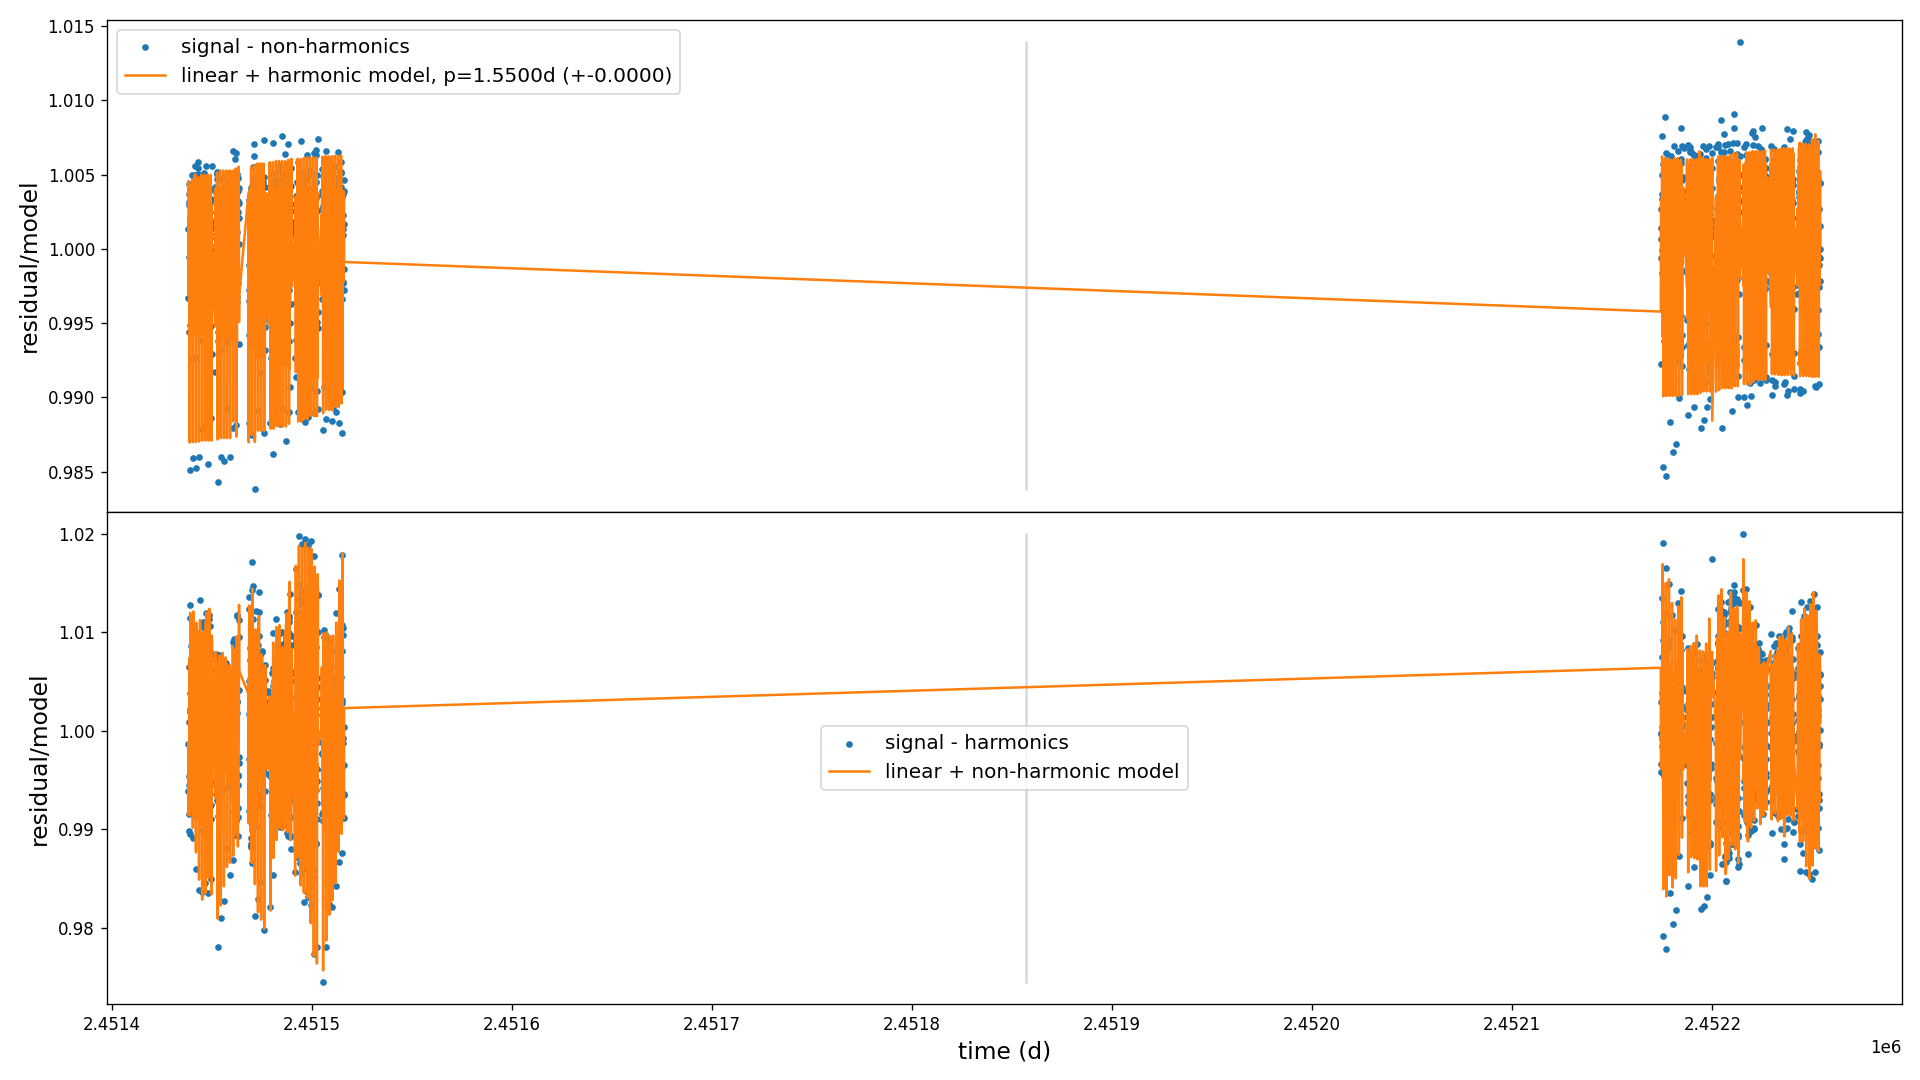 1.015
1.010
1.005
1.000
0.995
0.990
0.985
residual/model
signal - non-harmonics
linear + harmonic model, p=1.5500d (+-0.0000)
1.02
1.01
1.00
0.99
0.98
residual/model
signal - harmonics
linear + non-harmonic model
2.4514 2.4515 2.4516 2.4517 2.4518 2.4519 2.4520 2.4521 2.4522
1e6
time (d)